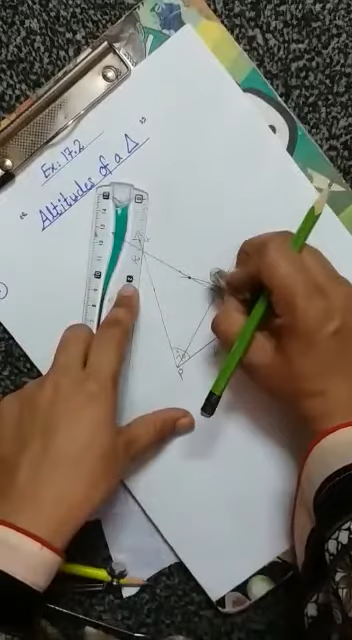 Ex: 17.2
"Altitudes of a Δ"
P